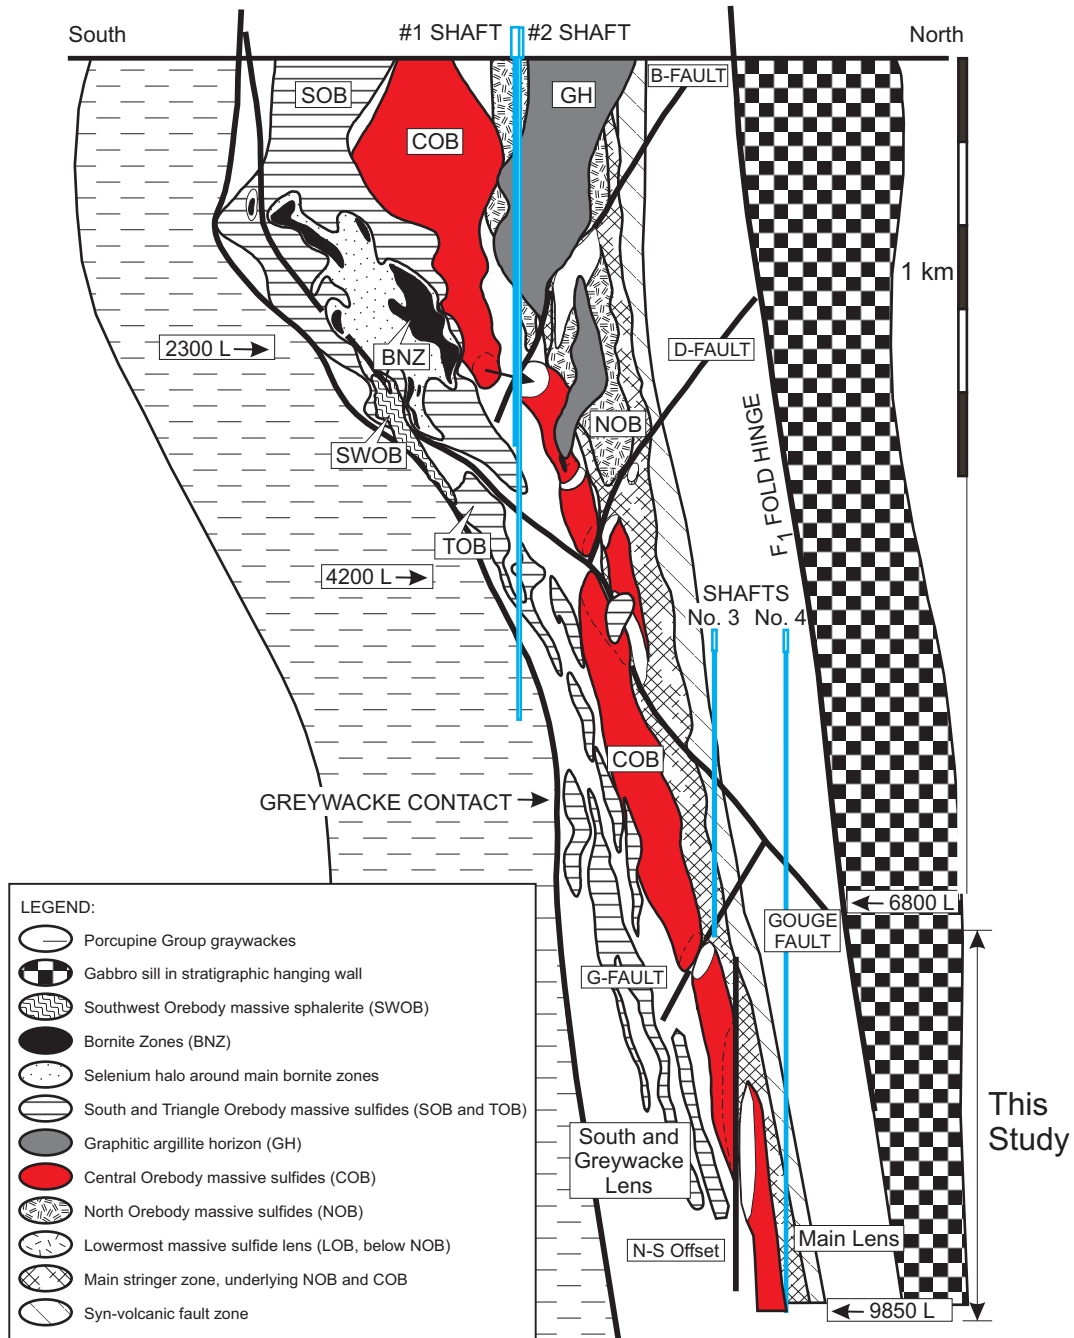 South
#1 SHAFT
#2 SHAFT
North
SOB
GH
B-FAULT
COB
1 km
2300 L
BNZ
D-FAULT
NOB
SWOB
F1 FOLD HINGE
TOB
4200 L
SHAFTS
No. 3 No. 4
COB
GREYWACKE CONTACT
6800 L
GOUGE
FAULT
G-FAULT
This
Study
South and
Greywacke
Lens
Main Lens
N-S Offset
9850 L
LEGEND:
Porcupine Group graywackes
Gabbro sill in stratigraphic hanging wall
Southwest Orebody massive sphalerite (SWOB)
Bornite Zones (BNZ)
Selenium halo around main bornite zones
South and Triangle Orebody massive sulfides (SOB and TOB)
Graphitic argillite horizon (GH)
Central Orebody massive sulfides (COB)
North Orebody massive sulfides (NOB)
Lowermost massive sulfide lens (LOB, below NOB)
Main stringer zone, underlying NOB and COB
Syn-volcanic fault zone